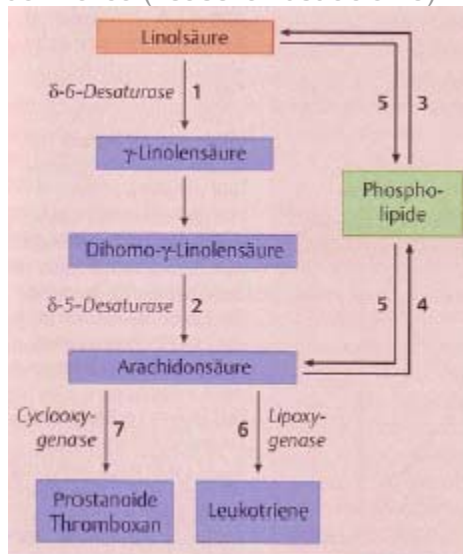 Linolsäure
δ-6-Desaturase 1
5 3
γ-Linolensäure
Phospho-
lipide
Dihomo-γ-Linolensäure
δ-5-Desaturase 2
5 4
Arachidonsäure
Cyclooxy-
genase 7
6 Lipoxy-
genase
Prostanoide
Thromboxan
Leukotriene